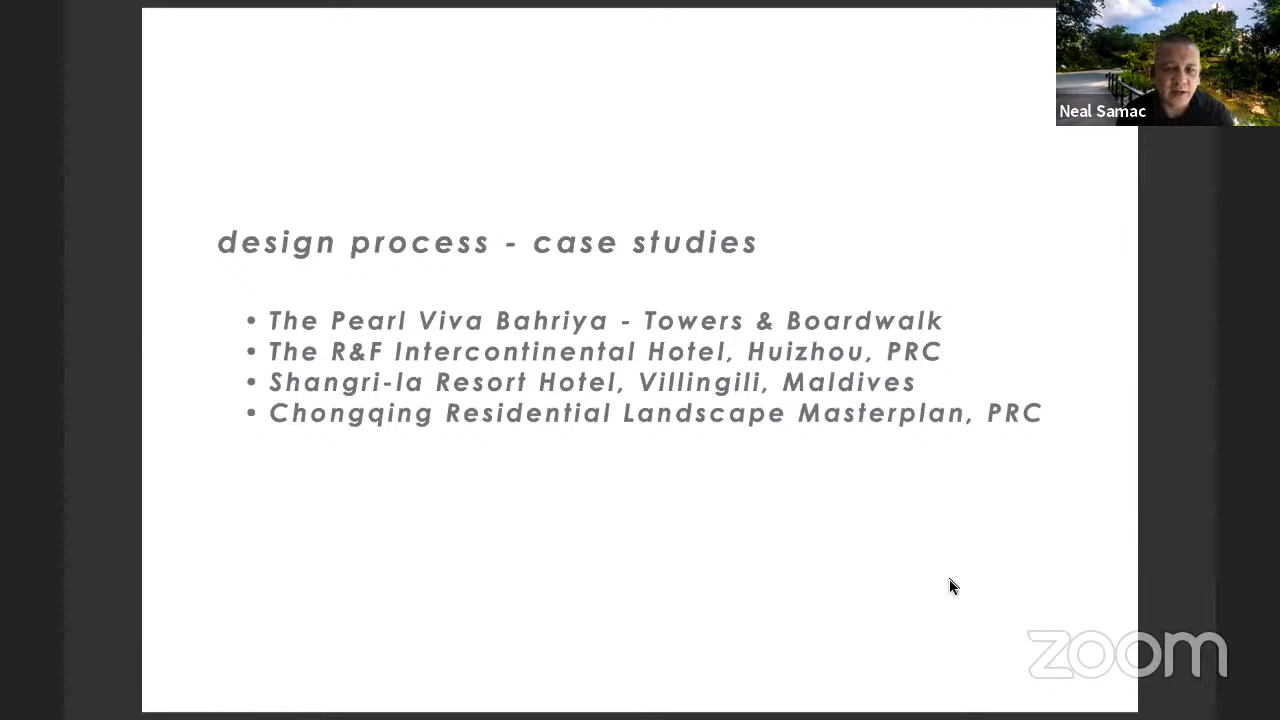 Neal Samac
design process - case studies
• The Pearl Viva Bahriya - Towers & Boardwalk
• The R&F Intercontinental Hotel, Huizhou, PRC
• Shangri-la Resort Hotel, Villingili, Maldives
• Chongqing Residential Landscape Masterplan, PRC
zoom